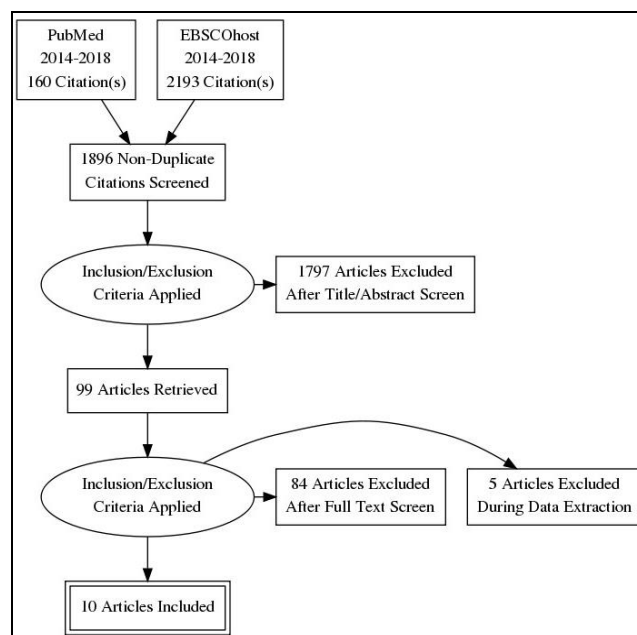 PubMed
2014-2018
160 Citation(s)
EBSCOhost
2014-2018
2193 Citation(s)
1896 Non-Duplicate
Citations Screened
Inclusion/Exclusion
Criteria Applied
1797 Articles Excluded
After Title/Abstract Screen
99 Articles Retrieved
Inclusion/Exclusion
Criteria Applied
84 Articles Excluded
After Full Text Screen
5 Articles Excluded
During Data Extraction
10 Articles Included